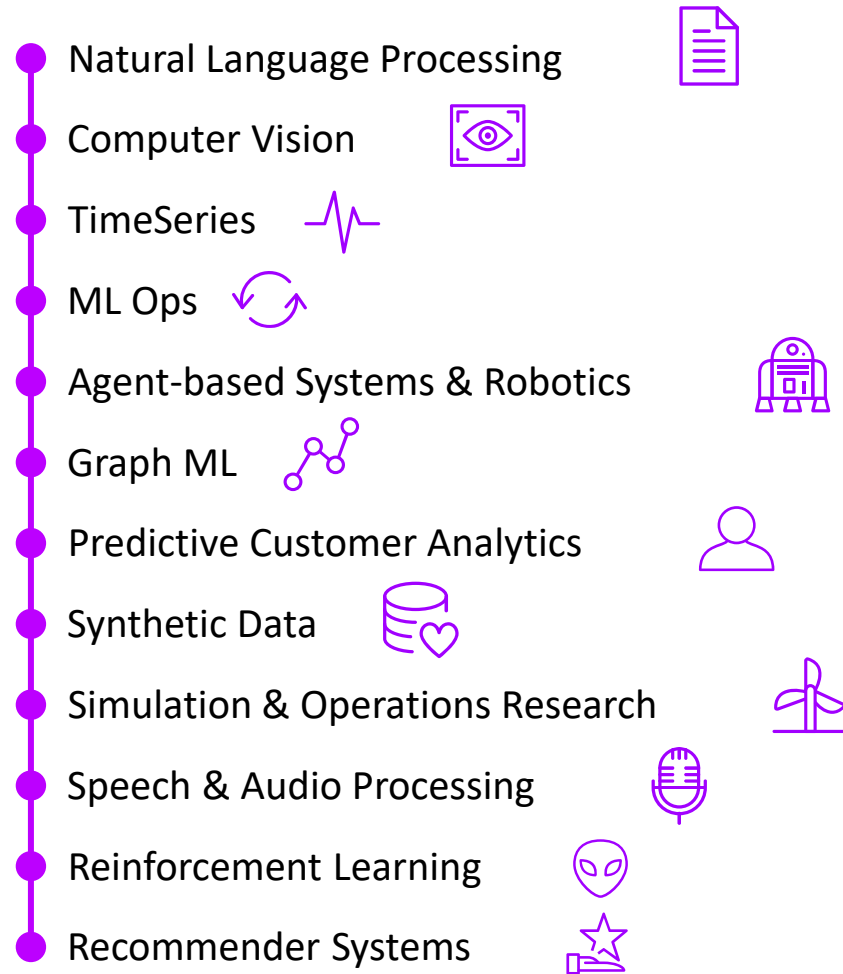 Natural Language Processing
Computer Vision
TimeSeries
ML Ops
Agent-based Systems & Robotics
Graph ML
Predictive Customer Analytics
Synthetic Data
Simulation & Operations Research
Speech & Audio Processing
Reinforcement Learning
Recommender Systems